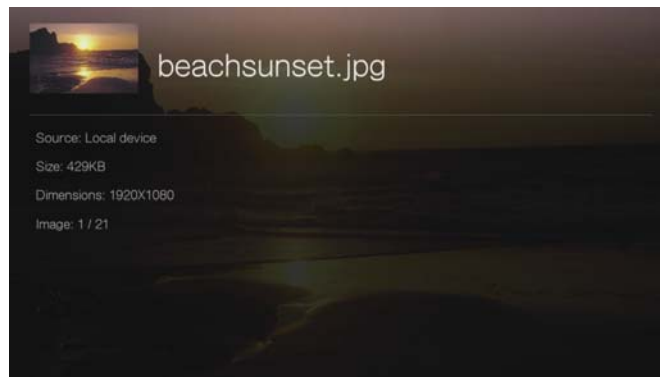 beachsunset.jpg
Source: Local device
Size: 429KB
Dimensions: 1920X1080
Image: 1 / 21